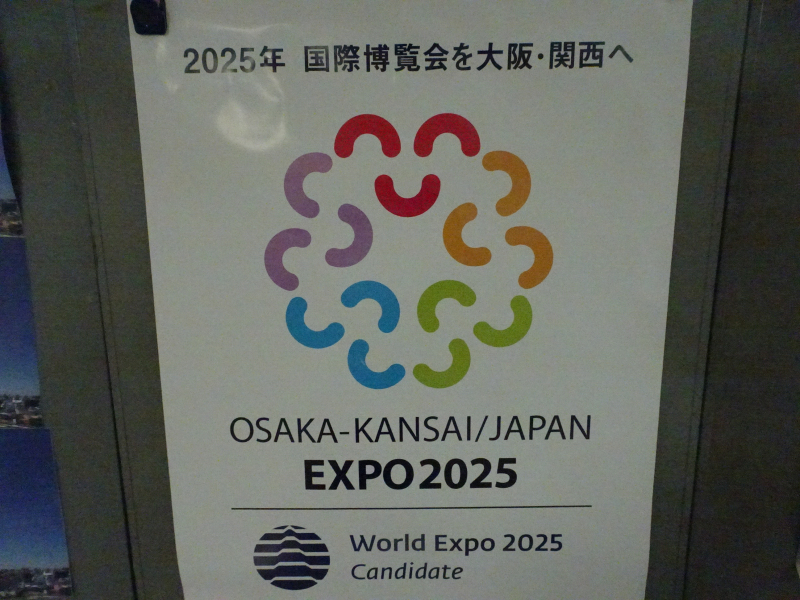 2025年 国際博覧会を大阪・関西へ
OSAKA-KANSAI/JAPAN
EXPO2025
World Expo 2025
Candidate